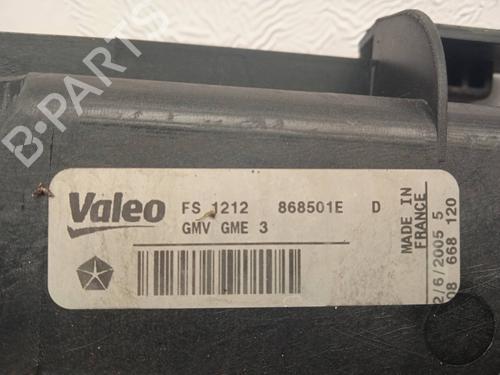 B-PARTS
Valeo
FS 1212 868501E D
GMV GME 3
MADE IN
FRANCE
2/6/2005 5
08 668 120